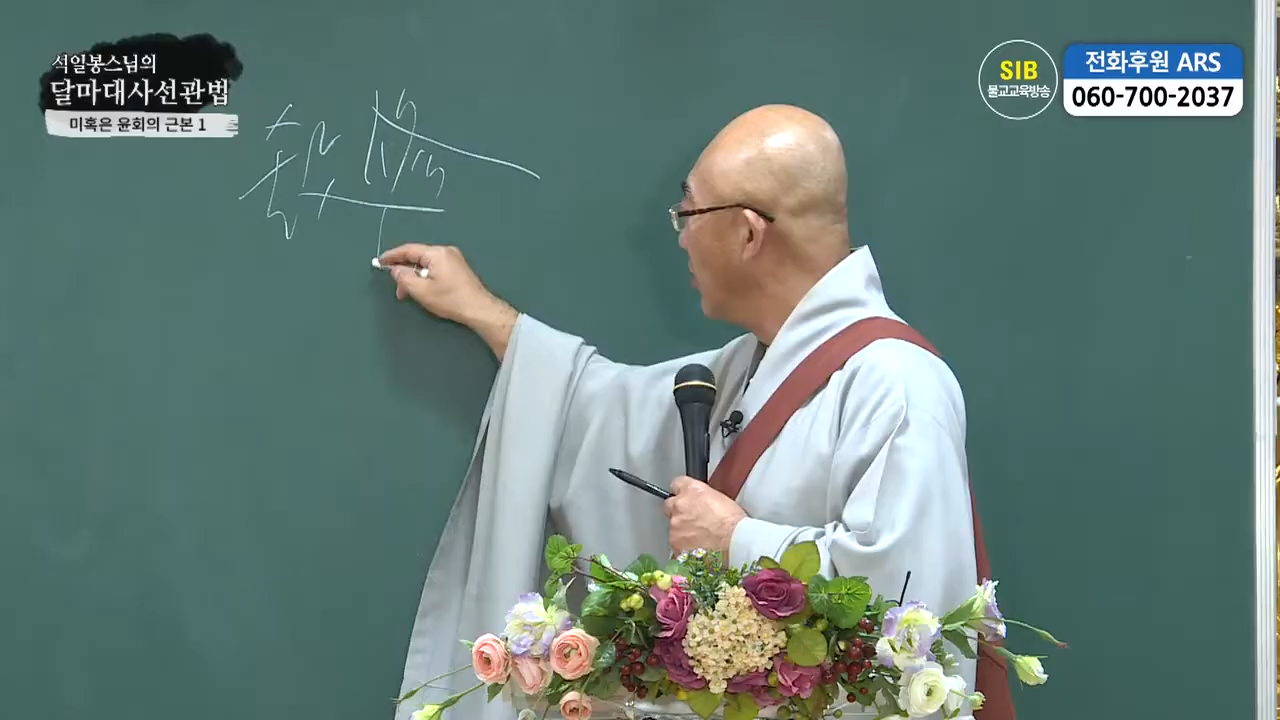 석일봉스님의
달마대사선관법
미혹은 윤회의 근본 1
SIB
불교교육방송
전화후원 ARS
060-700-2037